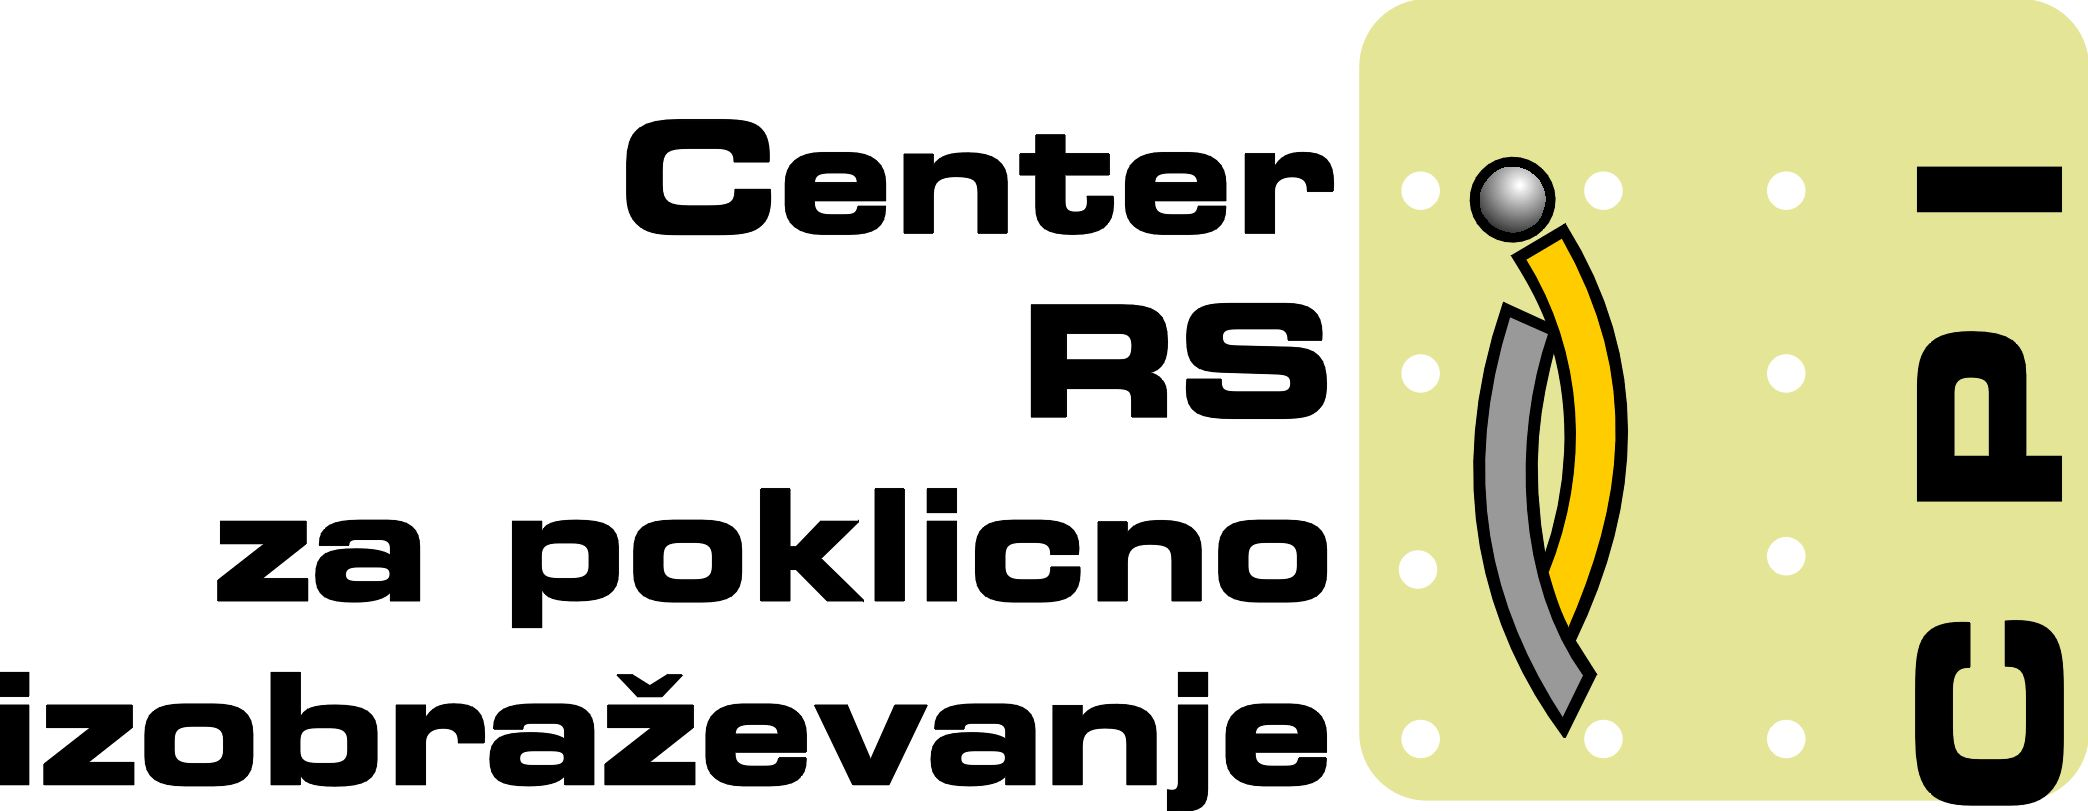 Center
RS
za poklicno
izobraževanje
CPI